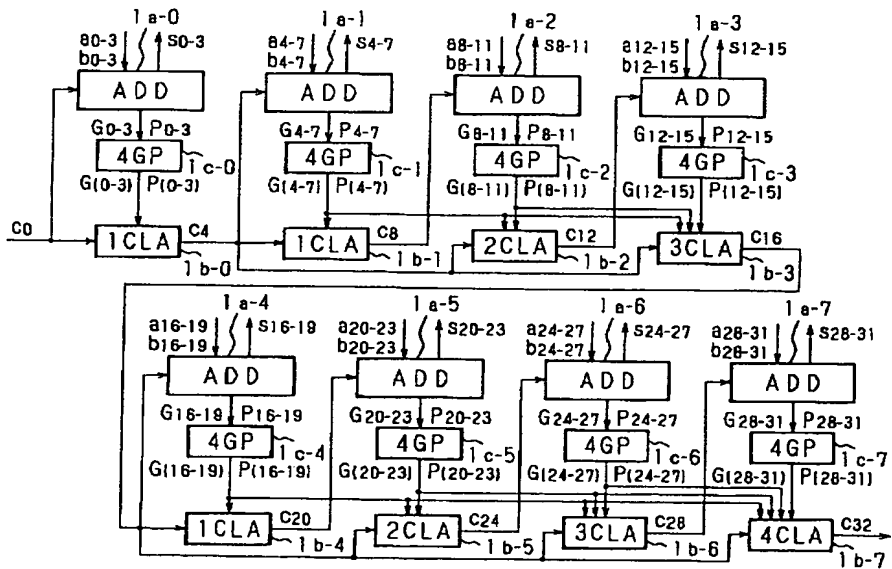 1a-0 1a-1 1a-2 1a-3
a0-3 S0-3 a4-7 S4-7 a8-11 S8-11 a12-15 S12-15
b0-3 b4-7 b8-11 b12-15
ADD ADD ADD ADD
G0-3 P0-3 G4-7 P4-7 G8-11 P8-11 G12-15 P12-15
4GP 4GP 4GP 4GP
1c-0 1c-1 1c-2 1c-3
G(0-3) P(0-3) G(4-7) P(4-7) G(8-11) P(8-11) G(12-15) P(12-15)
C0 1CLA C4 1CLA C8 2CLA C12 3CLA C16
1b-0 1b-1 1b-2 1b-3
1a-4 1a-5 1a-6 1a-7
a16-19 S16-19 a20-23 S20-23 a24-27 S24-27 a28-31 S28-31
b16-19 b20-23 b24-27 b28-31
ADD ADD ADD ADD
G16-19 P16-19 G20-23 P20-23 G24-27 P24-27 G28-31 P28-31
4GP 4GP 4GP 4GP
1c-4 1c-5 1c-6 1c-7
G(16-19) P(16-19) G(20-23) P(20-23) G(24-27) P(24-27) G(28-31) P(28-31)
1CLA C20 2CLA C24 3CLA C28 4CLA C32
1b-4 1b-5 1b-6 1b-7